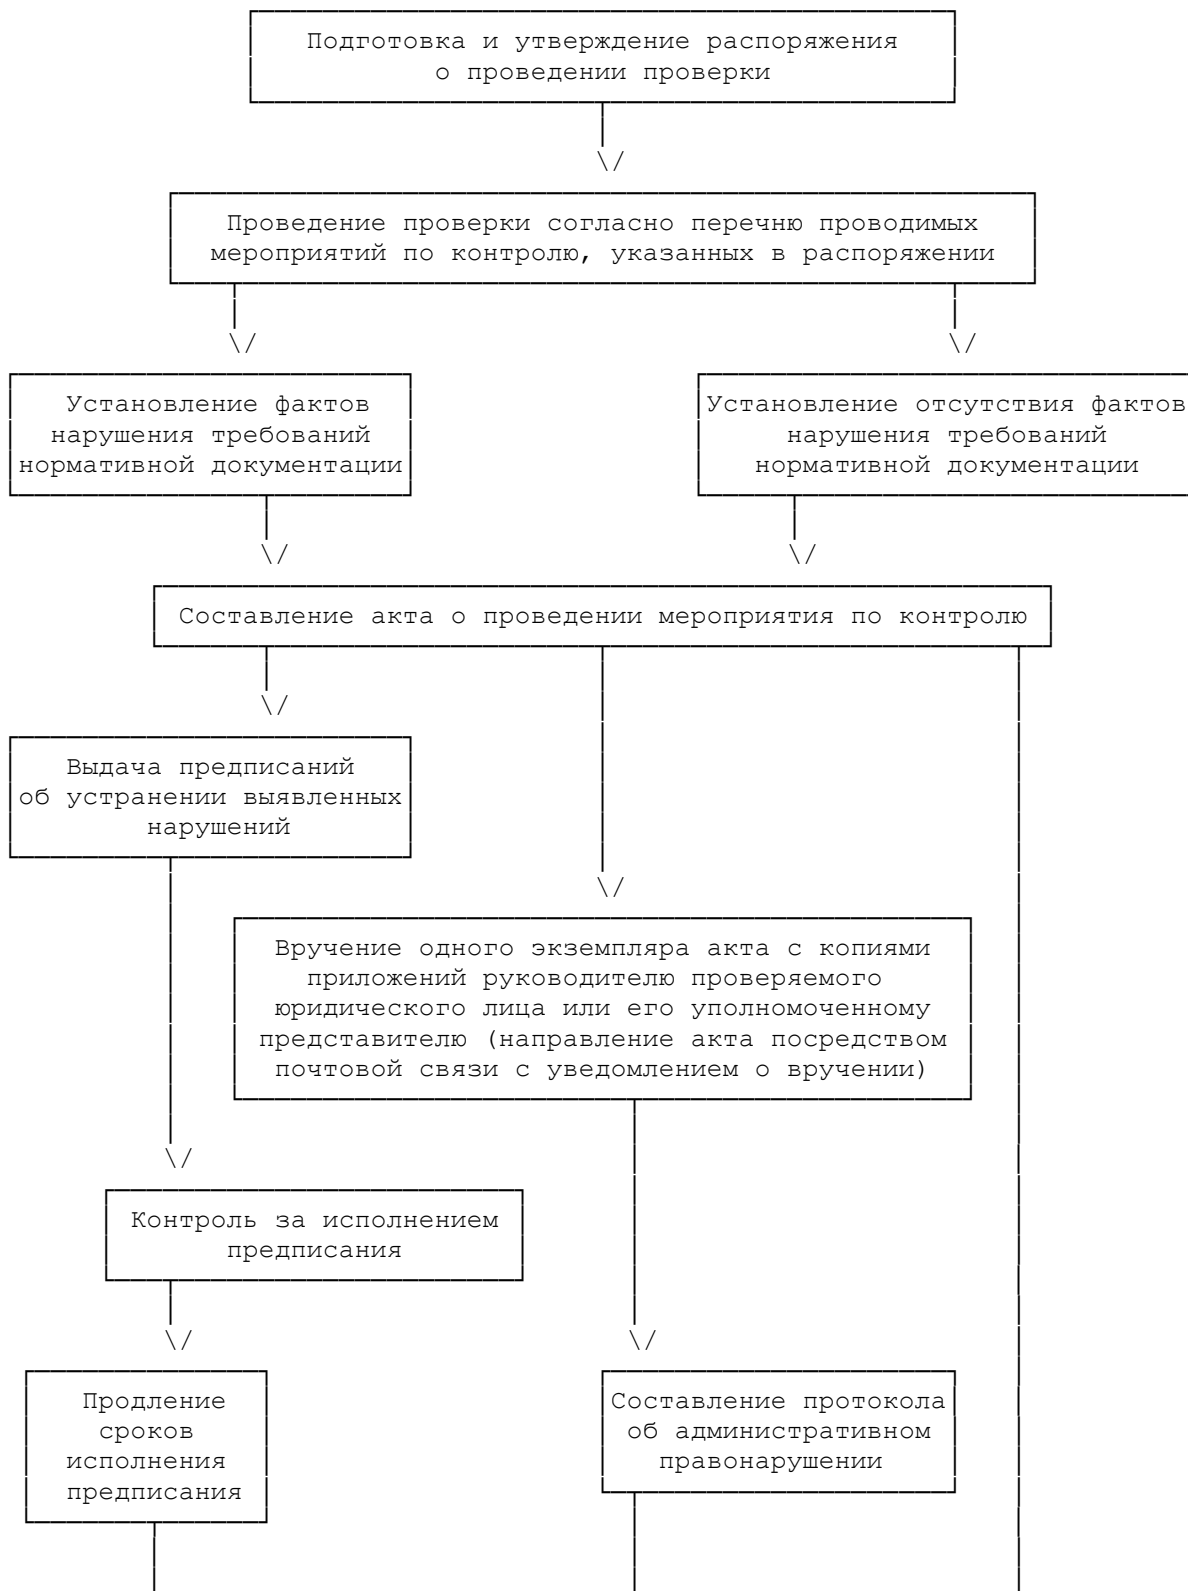 Подготовка и утверждение распоряжения
о проведении проверки
\/
Проведение проверки согласно перечню проводимых
мероприятий по контролю, указанных в распоряжении
\/
\/
Установление фактов
нарушения требований
нормативной документации
Установление отсутствия фактов
нарушения требований
нормативной документации
\/
\/
Составление акта о проведении мероприятия по контролю
\/
Выдача предписаний
об устранении выявленных
нарушений
\/
Вручение одного экземпляра акта с копиями
приложений руководителю проверяемого
юридического лица или его уполномоченному
представителю (направление акта посредством
почтовой связи с уведомлением о вручении)
\/
Контроль за исполнением
предписания
\/
\/
Продление
сроков
исполнения
предписания
Составление протокола
об административном
правонарушении